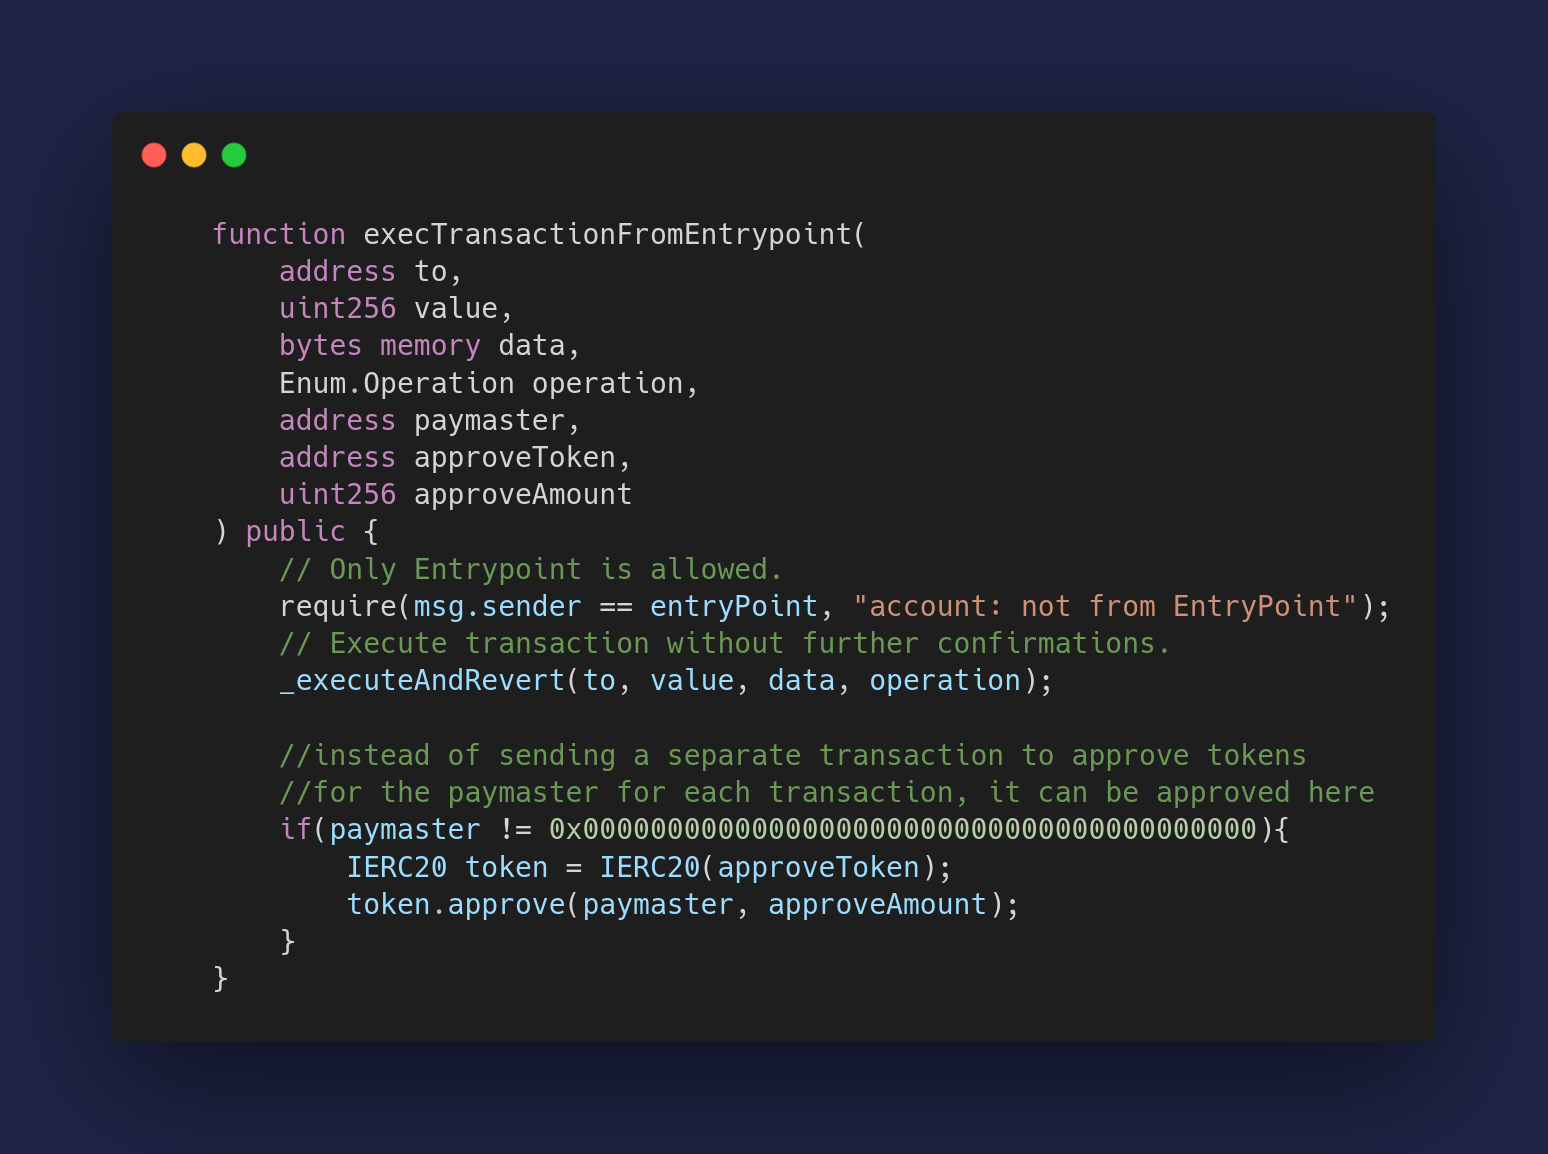 function execTransactionFromEntrypoint(
    address to,
    uint256 value,
    bytes memory data,
    Enum.Operation operation,
    address paymaster,
    address approveToken,
    uint256 approveAmount
) public {
    // Only Entrypoint is allowed.
    require(msg.sender == entryPoint, "account: not from EntryPoint");
    // Execute transaction without further confirmations.
    _executeAndRevert(to, value, data, operation);

    //instead of sending a separate transaction to approve tokens
    //for the paymaster for each transaction, it can be approved here
    if(paymaster != 0x0000000000000000000000000000000000000000){
        IERC20 token = IERC20(approveToken);
        token.approve(paymaster, approveAmount);
    }
}